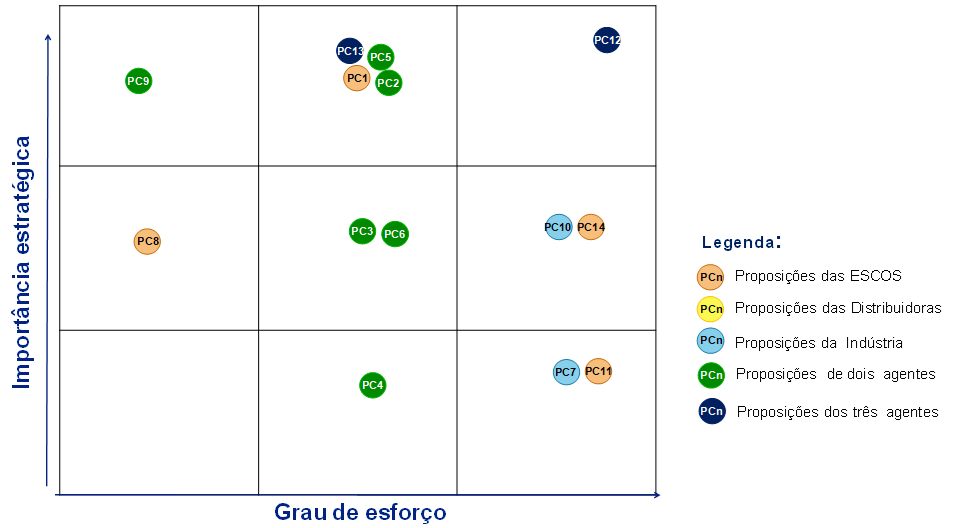 Importância estratégica
PC9
PC13
PC5
PC1
PC2
PC12
PC8
PC3
PC6
PC10
PC14
PC4
PC7
PC11
Grau de esforço
Legenda:
PCn Proposições das ESCOS
PCn Proposições das Distribuidoras
PCn Proposições da Indústria
PCn Proposições de dois agentes
PCn Proposições dos três agentes